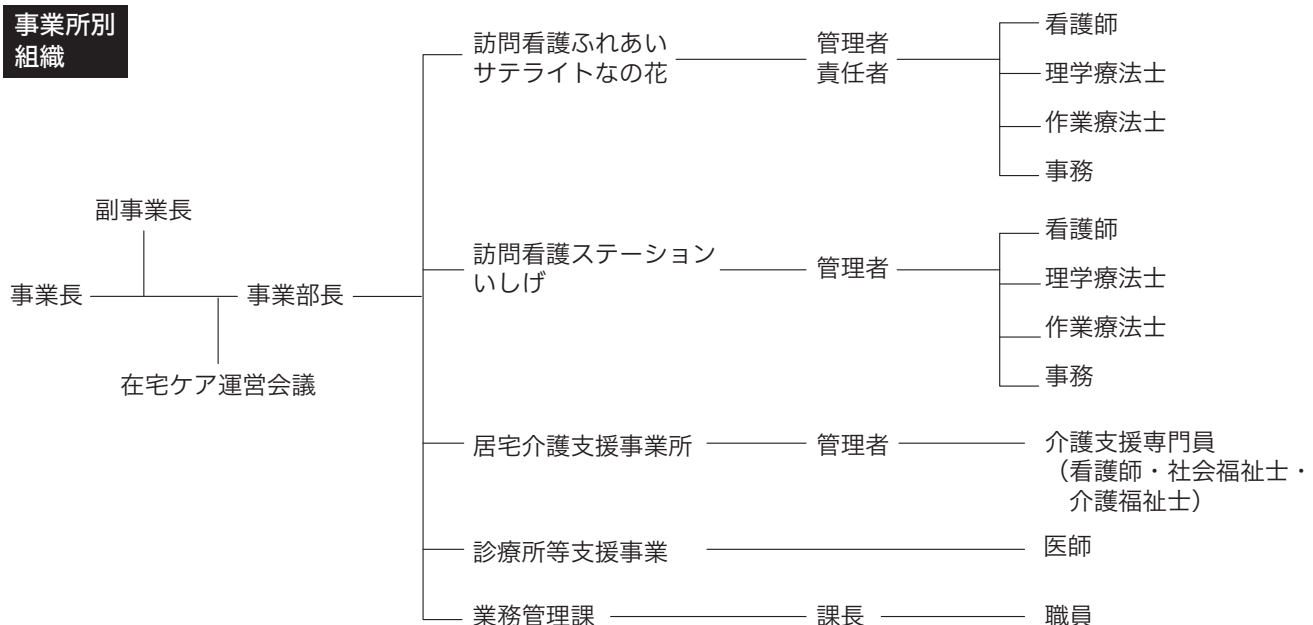 事業所別
組織
事業長
副事業長
在宅ケア運営会議
事業部長
訪問看護ふれあい
サテライトなの花
管理者
責任者
看護師
理学療法士
作業療法士
事務
訪問看護ステーション
いしげ
管理者
看護師
理学療法士
作業療法士
事務
居宅介護支援事業所
管理者
介護支援専門員
（看護師・社会福祉士・
介護福祉士）
診療所等支援事業
医師
業務管理課
課長
職員